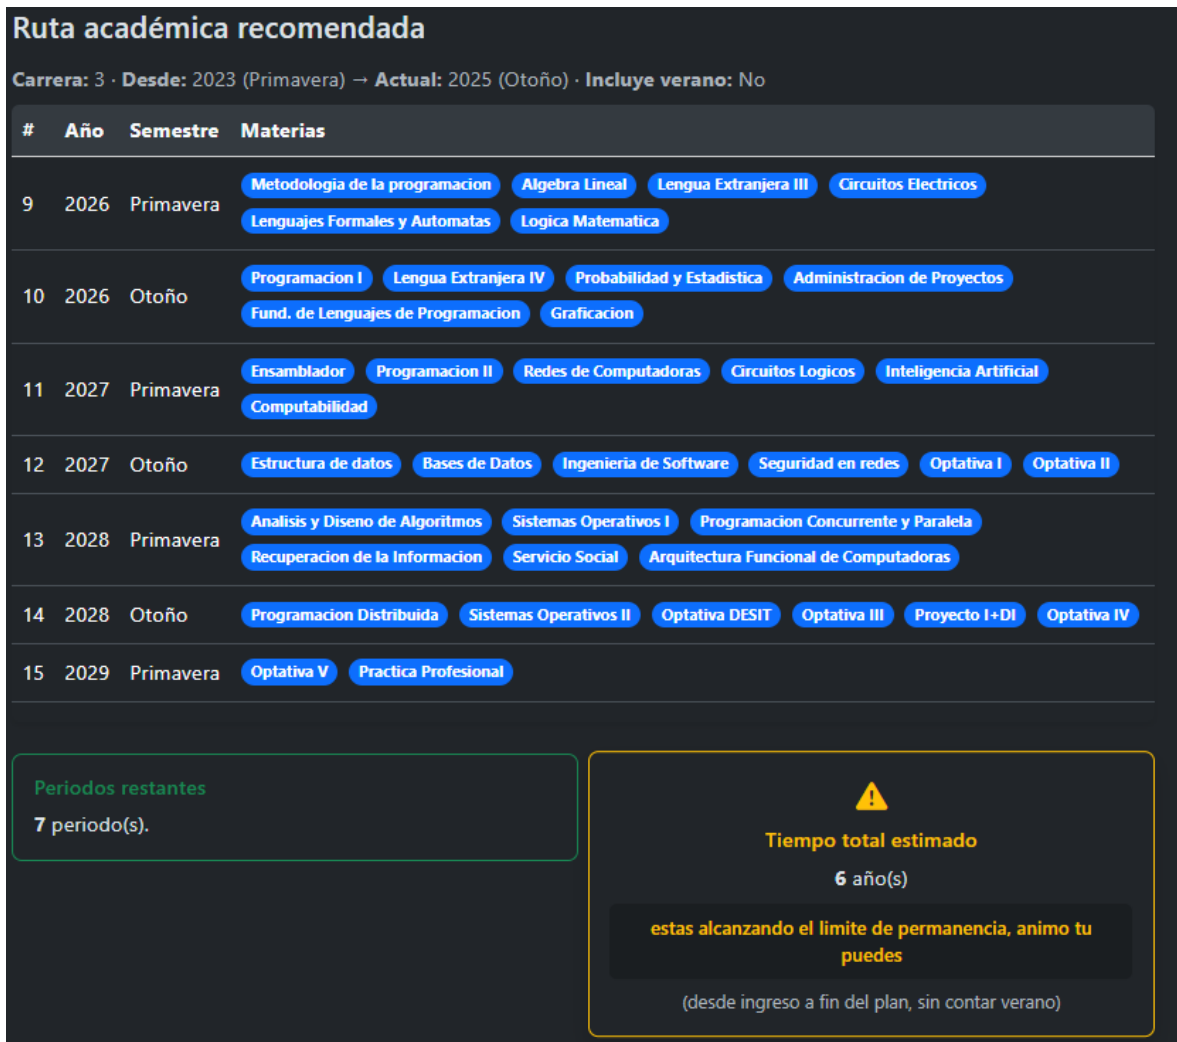 Ruta académica recomendada
Carrera: 3 · Desde: 2023 (Primavera) → Actual: 2025 (Otoño) · Incluye verano: No
# Año Semestre Materias
9 2026 Primavera
Metodologia de la programacion Algebra Lineal Lengua Extranjera III Circuitos Electricos
Lenguajes Formales y Automatas Logica Matematica
10 2026 Otoño
Programacion I Lengua Extranjera IV Probabilidad y Estadistica Administracion de Proyectos
Fund. de Lenguajes de Programacion Graficacion
11 2027 Primavera
Ensamblador Programacion II Redes de Computadoras Circuitos Logicos Inteligencia Artificial
Computabilidad
12 2027 Otoño Estructura de datos Bases de Datos Ingenieria de Software Seguridad en redes Optativa I Optativa II
13 2028 Primavera
Analisis y Diseno de Algoritmos Sistemas Operativos I Programacion Concurrente y Paralela
Recuperacion de la Informacion Servicio Social Arquitectura Funcional de Computadoras
14 2028 Otoño Programacion Distribuida Sistemas Operativos II Optativa DESIT Optativa III Proyecto I+DI Optativa IV
15 2029 Primavera Optativa V Practica Profesional
Periodos restantes
7 periodo(s).
Tiempo total estimado
6 año(s)
estas alcanzando el limite de permanencia, animo tu
puedes
(desde ingreso a fin del plan, sin contar verano)